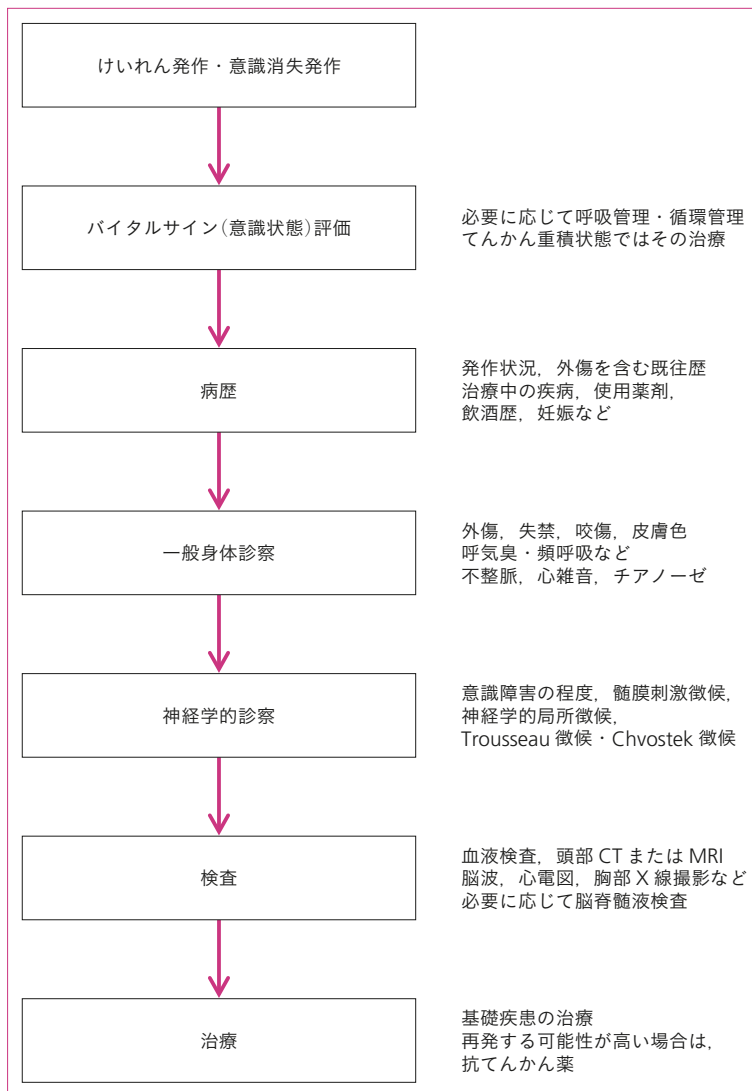 けいれん発作・意識消失発作
バイタルサイン(意識状態)評価
必要に応じて呼吸管理・循環管理
てんかん重積状態ではその治療
病歴
発作状況，外傷を含む既往歴
治療中の疾病，使用薬剤，
飲酒歴，妊娠など
一般身体診察
外傷，失禁，咬傷，皮膚色
呼気臭・頻呼吸など
不整脈，心雑音，チアノーゼ
神経学的診察
意識障害の程度，髄膜刺激徴候，
神経学的局所徴候，
Trousseau 徴候・Chvostek 徴候
検査
血液検査，頭部 CT または MRI
脳波，心電図，胸部 X 線撮影など
必要に応じて脳脊髄液検査
治療
基礎疾患の治療
再発する可能性が高い場合は，
抗てんかん薬